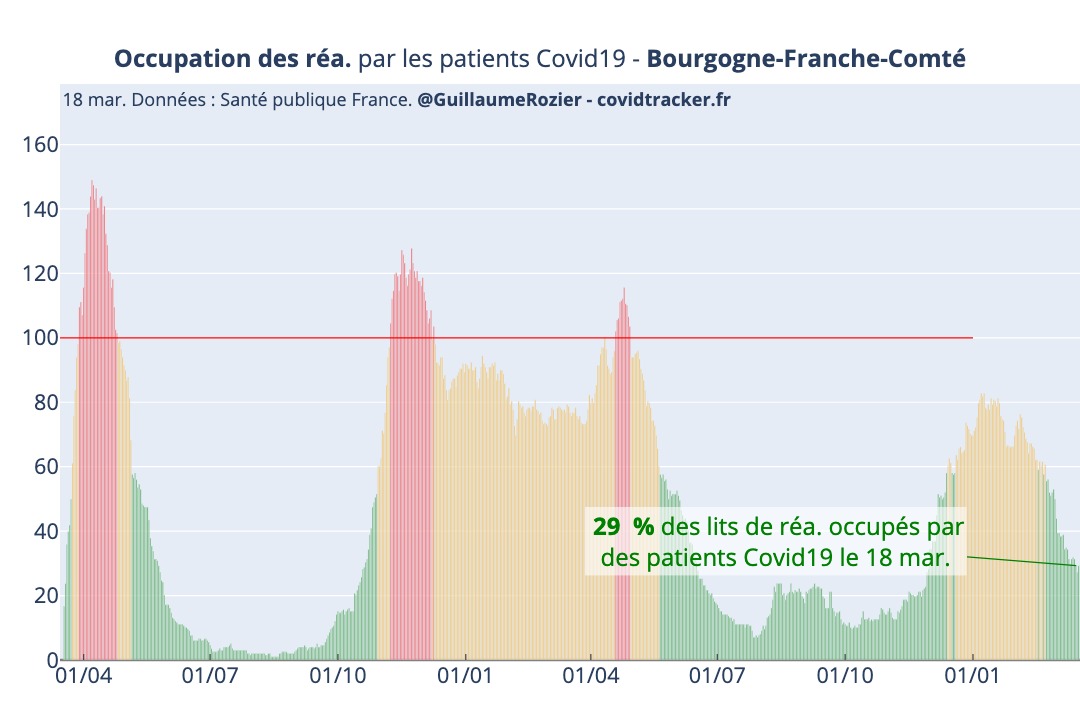 Occupation des réa. par les patients Covid19 - Bourgogne-Franche-Comté
18 mar. Données : Santé publique France. @GuillaumeRozier - covidtracker.fr
160
140
120
100
80
60
40
20
0
29 % des lits de réa. occupés par
des patients Covid19 le 18 mar.
01/04 01/07 01/10 01/01 01/04 01/07 01/10 01/01